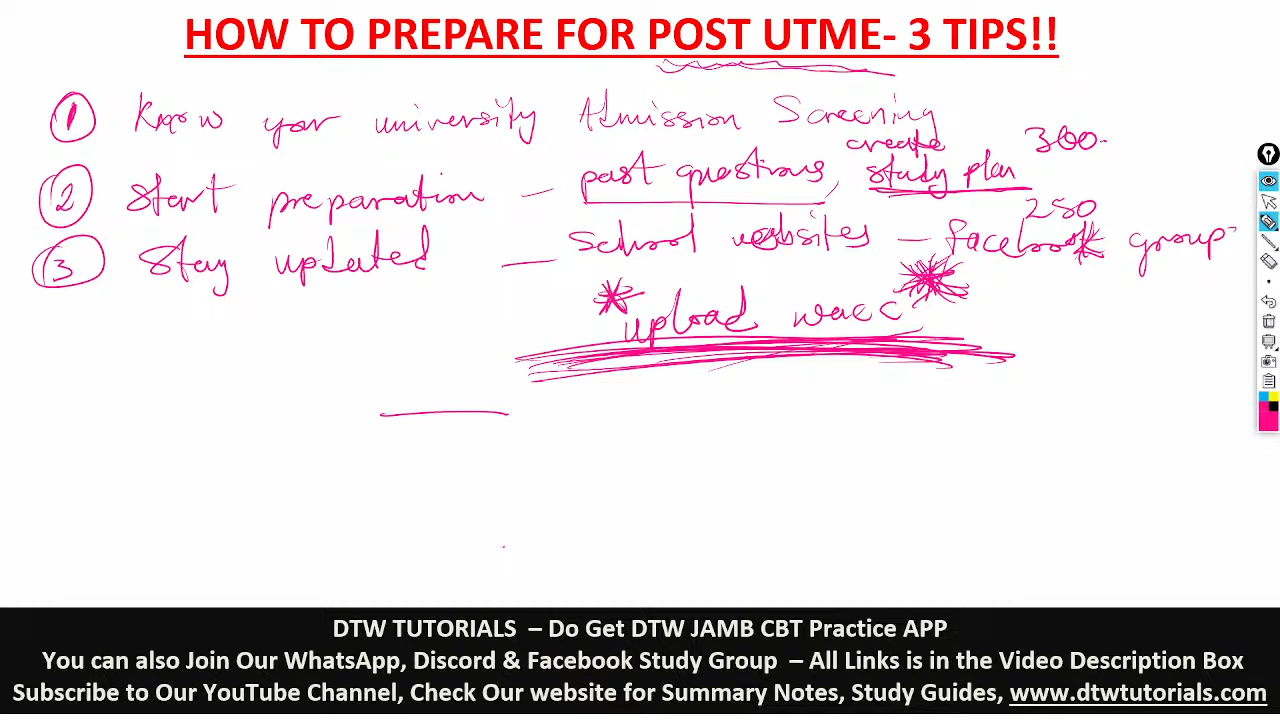 HOW TO PREPARE FOR POST UTME- 3 TIPS!!
1 Know your university Admission Screening
create 300
2 Start preparation - past questions, study plan
250
3 Stay updated - School websites - facebook group
upload waec
DTW TUTORIALS – Do Get DTW JAMB CBT Practice APP
You can also Join Our WhatsApp, Discord & Facebook Study Group – All Links is in the Video Description Box
Subscribe to Our YouTube Channel, Check Our website for Summary Notes, Study Guides, www.dtwtutorials.com